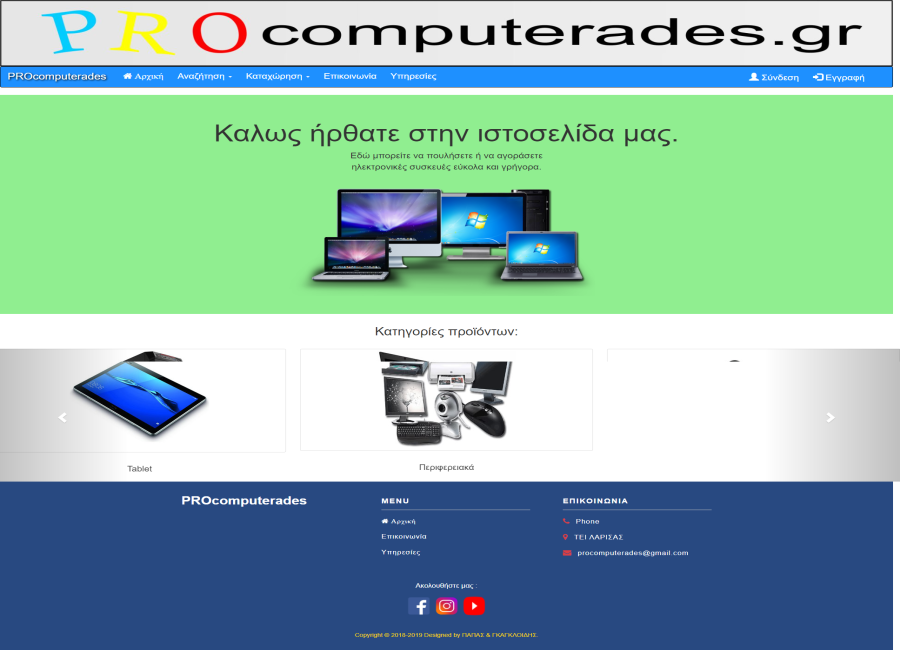 PROcomputerades.gr
PROcomputerades Αρχική Αναζήτηση Καταχώρηση Επικοινωνία Υπηρεσίες Σύνδεση Εγγραφή
Καλως ήρθατε στην ιστοσελίδα μας.
Εδώ μπορείτε να πουλήσετε ή να αγοράσετε
ηλεκτρονικές συσκευές εύκολα και γρήγορα.
Κατηγορίες προϊόντων:
Tablet
Περιφερειακά
PROcomputerades
MENU
Αρχική
Επικοινωνία
Υπηρεσίες
ΕΠΙΚΟΙΝΩΝΙΑ
Phone
ΤΕΙ ΛΑΡΙΣΑΣ
procomputerades@gmail.com
Ακολουθήστε μας :
Copyright © 2018-2019 Designed by ΠΑΠΑΣ & ΓΚΑΓΚΛΟΙΔΗΣ.